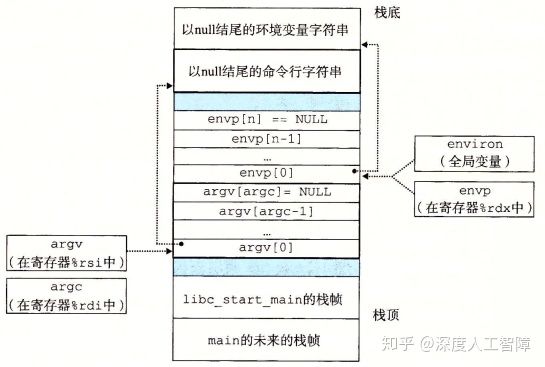 栈底
以null结尾的环境变量字符串
以null结尾的命令行字符串
envp[n] == NULL
envp[n-1]
…
envp[0]
argv[argc]= NULL
argv[argc-1]
…
argv[0]
libc_start_main的栈帧
main的未来的栈帧
栈顶
environ
（全局变量）
envp
（在寄存器%rdx中）
argv
（在寄存器%rsi中）
argc
（在寄存器%rdi中）
知乎 @深度人工智障